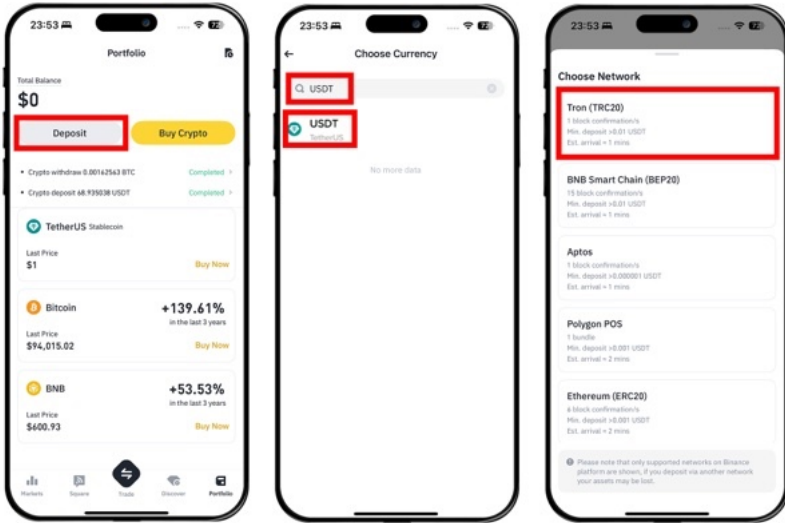 23:53
72
Portfolio
Total Balance
$0
Deposit
Buy Crypto
• Crypto withdraw 0.00162563 BTC
Completed >
• Crypto deposit 68.935038 USDT
Completed >
TetherUS Stablecoin
Last Price
$1
Buy Now
Bitcoin
+139.61%
in the last 3 years
Last Price
$94,015.02
Buy Now
BNB
+53.53%
in the last 3 years
Last Price
$600.93
Buy Now
Markets
Square
Trade
Discover
Portfolio
23:53
72
Choose Currency
USDT
USDT
TetherUS
No more data
23:53
72
Choose Network
Tron (TRC20)
1 block confirmation/s
Min. deposit >0.01 USDT
Est. arrival ≈ 1 mins
BNB Smart Chain (BEP20)
15 block confirmation/s
Min. deposit >0.01 USDT
Est. arrival ≈ 1 mins
Aptos
1 block confirmation/s
Min. deposit >0.000001 USDT
Est. arrival ≈ 1 mins
Polygon POS
1 bundle
Min. deposit >0.001 USDT
Est. arrival ≈ 2 mins
Ethereum (ERC20)
6 block confirmation/s
Min. deposit >0.001 USDT
Est. arrival ≈ 2 mins
Please note that only supported networks on Binance
platform are shown, if you deposit via another network
your assets may be lost.